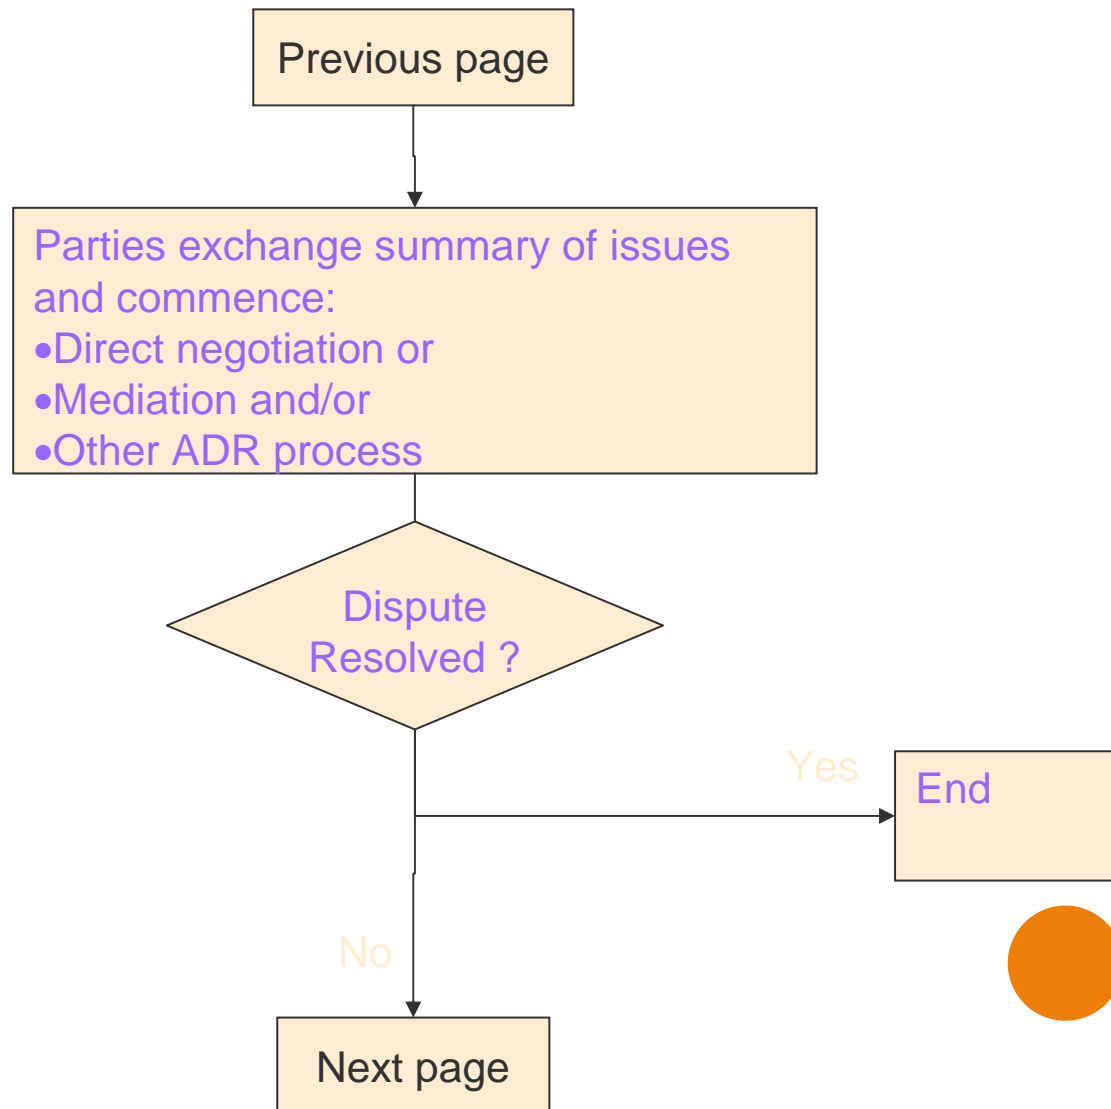 Previous page
Parties exchange summary of issues
and commence:
•Direct negotiation or
•Mediation and/or
•Other ADR process
Dispute
Resolved ?
Yes
End
No
Next page